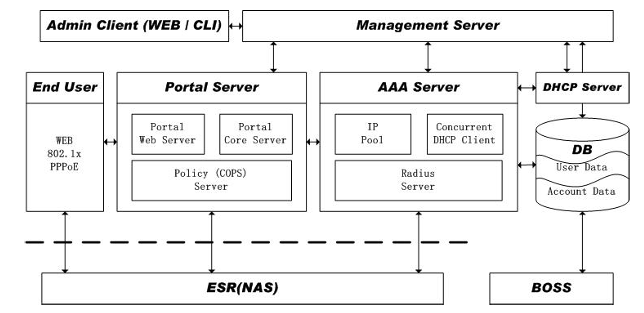 Admin Client (WEB / CLI)
Management Server
End User
Portal Server
AAA Server
DHCP Server
WEB
802.1x
PPPoE
Portal
Web Server
Portal
Core Server
Policy (COPS)
Server
IP
Pool
Concurrent
DHCP Client
Radius
Server
DB
User Data
Account Data
ESR(NAS)
BOSS